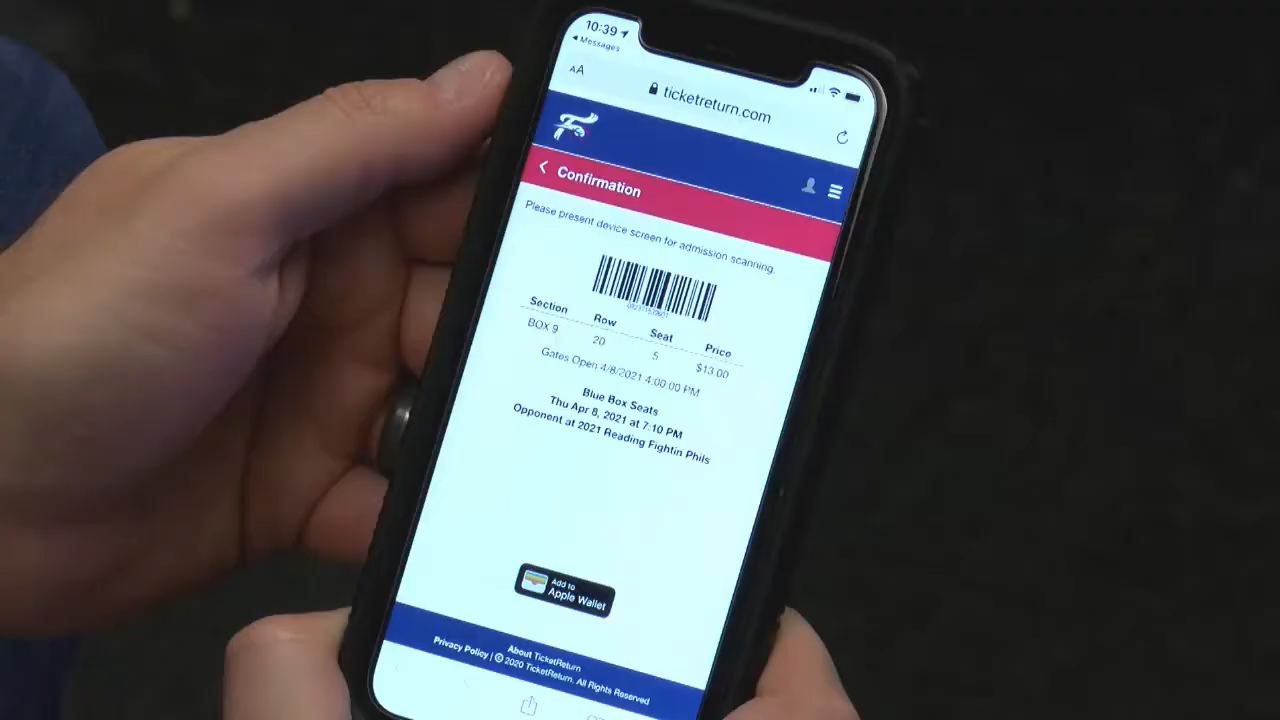 10:39
Messages
AA
ticketreturn.com
F
Confirmation
Please present device screen for admission scanning.
Section Row Seat Price
BOX 9 20 5 $13.00
Gates Open 4/8/2021 4:00:00 PM
Blue Box Seats
Thu Apr 8, 2021 at 7:10 PM
Opponent at 2021 Reading Fightin Phils
Add to
Apple Wallet
About TicketReturn
Privacy Policy | © 2020 TicketReturn. All Rights Reserved